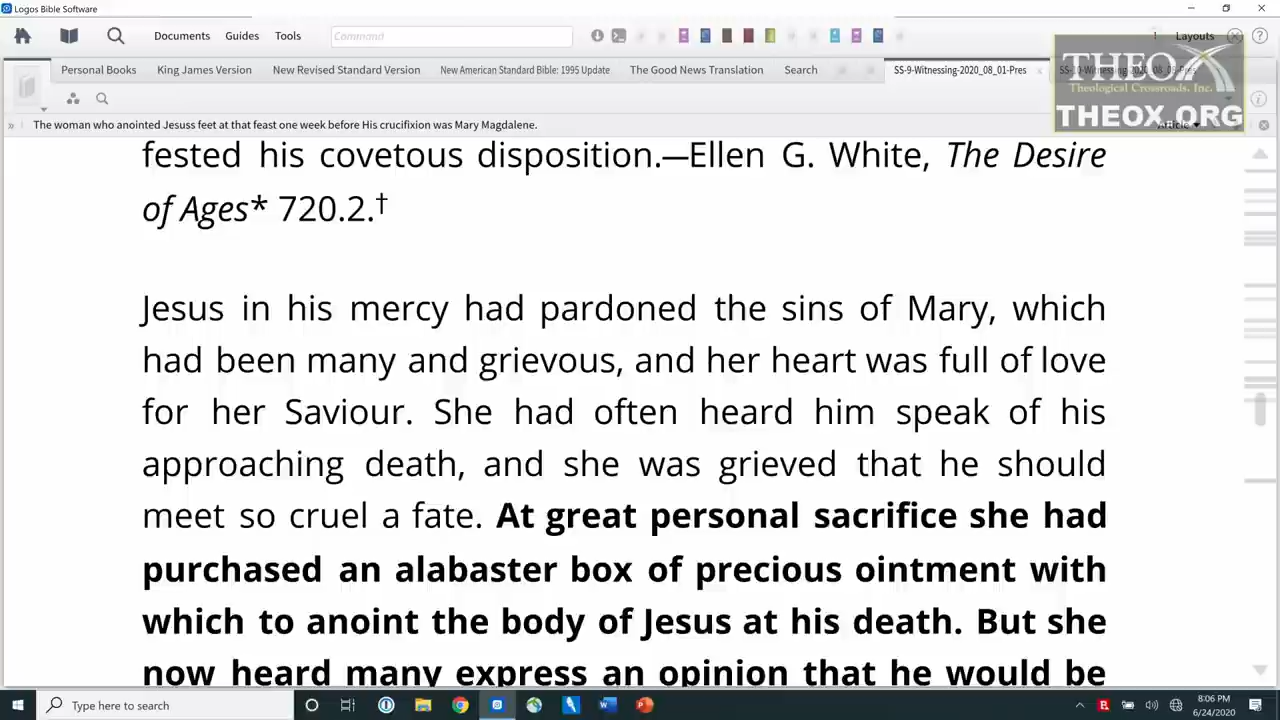 Logos Bible Software
Documents Guides Tools Command Layouts
THEOX
Theological Crossroads, Inc.
THEOX.ORG
Personal Books King James Version New Revised Stan New American Standard Bible: 1995 Update The Good News Translation Search SS-9-Witnessing-2020_08_01-Pres SS-10-Witnessing-2020_08_08-Pres
» The woman who anointed Jesuss feet at that feast one week before His crucifixion was Mary Magdalene. Article
fested his covetous disposition.—Ellen G. White, The Desire
of Ages* 720.2.†
Jesus in his mercy had pardoned the sins of Mary, which
had been many and grievous, and her heart was full of love
for her Saviour. She had often heard him speak of his
approaching death, and she was grieved that he should
meet so cruel a fate. At great personal sacrifice she had
purchased an alabaster box of precious ointment with
which to anoint the body of Jesus at his death. But she
now heard many express an opinion that he would be
Type here to search
8:06 PM
6/24/2020